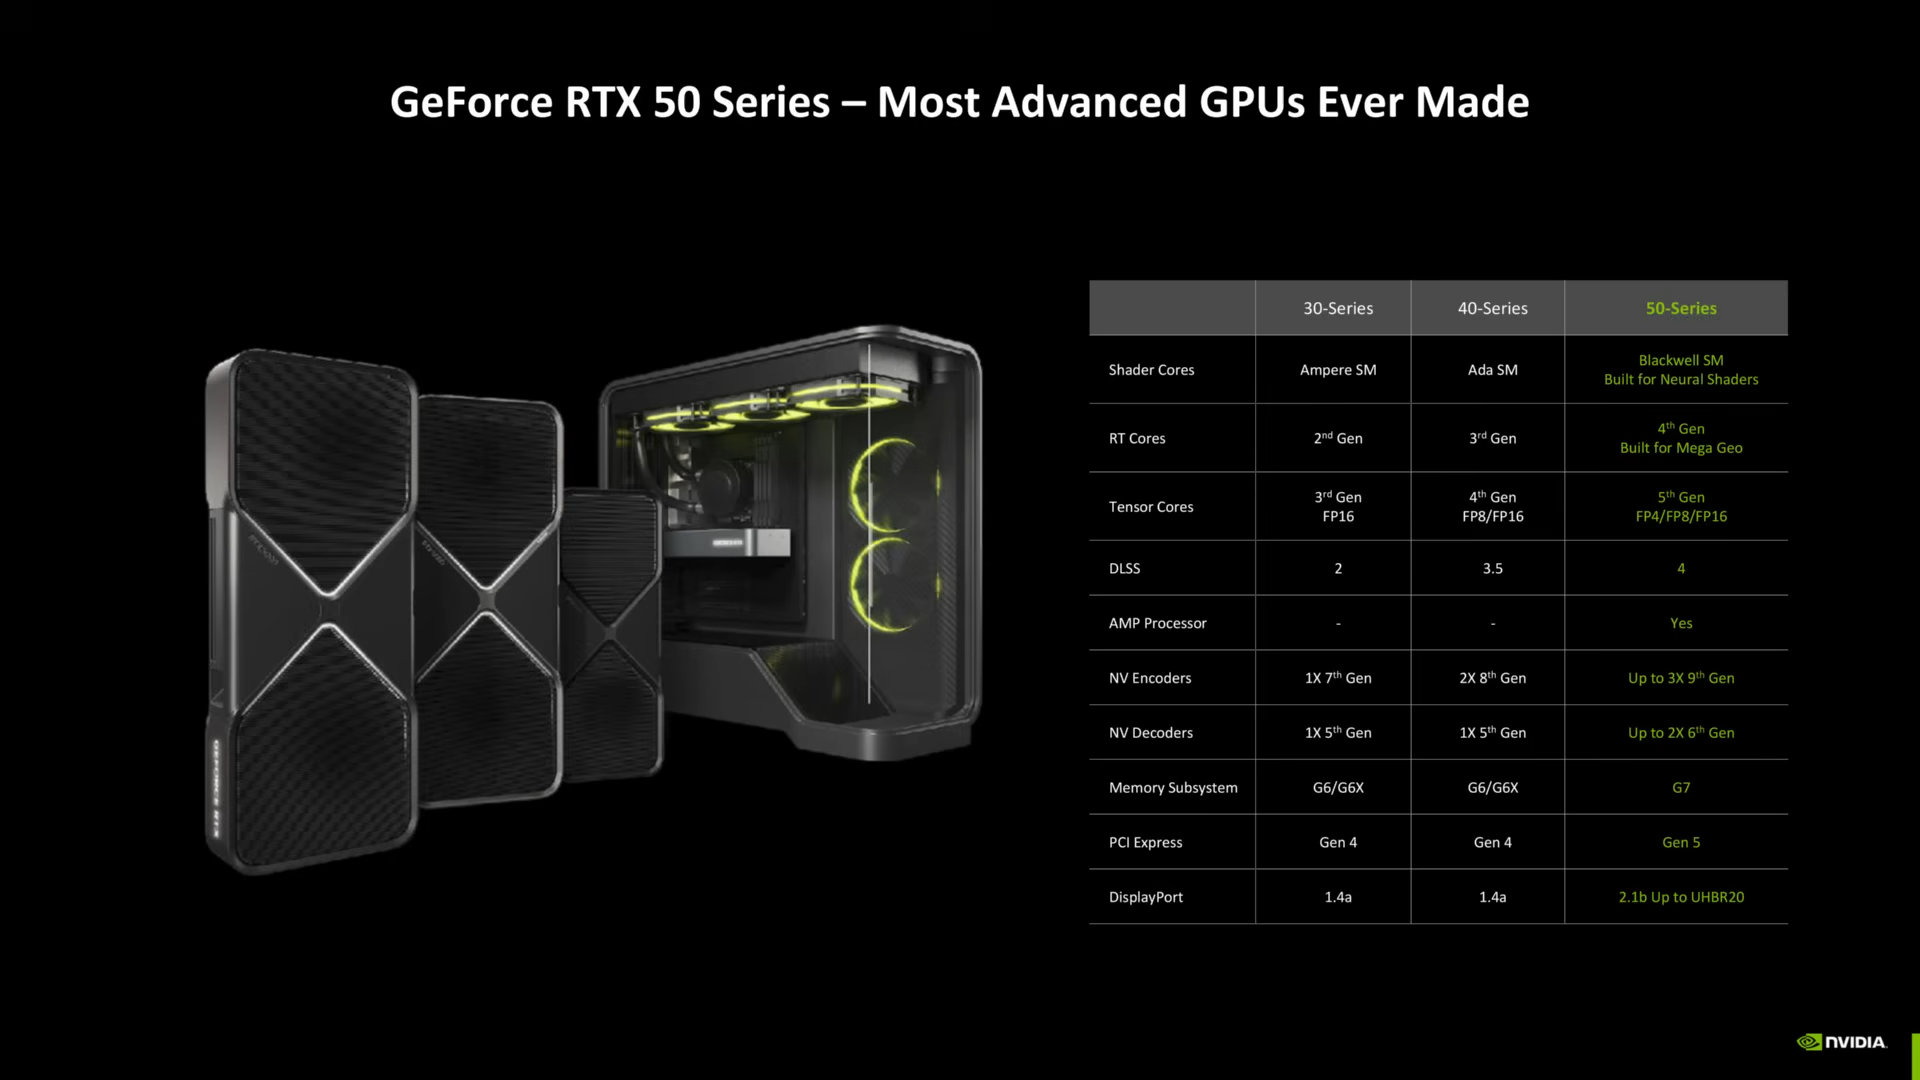 GeForce RTX 50 Series – Most Advanced GPUs Ever Made
30-Series 40-Series 50-Series
Shader Cores Ampere SM Ada SM Blackwell SM
Built for Neural Shaders
RT Cores 2nd Gen 3rd Gen 4th Gen
Built for Mega Geo
Tensor Cores 3rd Gen 4th Gen 5th Gen
FP16 FP8/FP16 FP4/FP8/FP16
DLSS 2 3.5 4
AMP Processor - - Yes
NV Encoders 1X 7th Gen 2X 8th Gen Up to 3X 9th Gen
NV Decoders 1X 5th Gen 1X 5th Gen Up to 2X 6th Gen
Memory Subsystem G6/G6X G6/G6X G7
PCI Express Gen 4 Gen 4 Gen 5
DisplayPort 1.4a 1.4a 2.1b Up to UHBR20
GEFORCE RTX
NVIDIA.